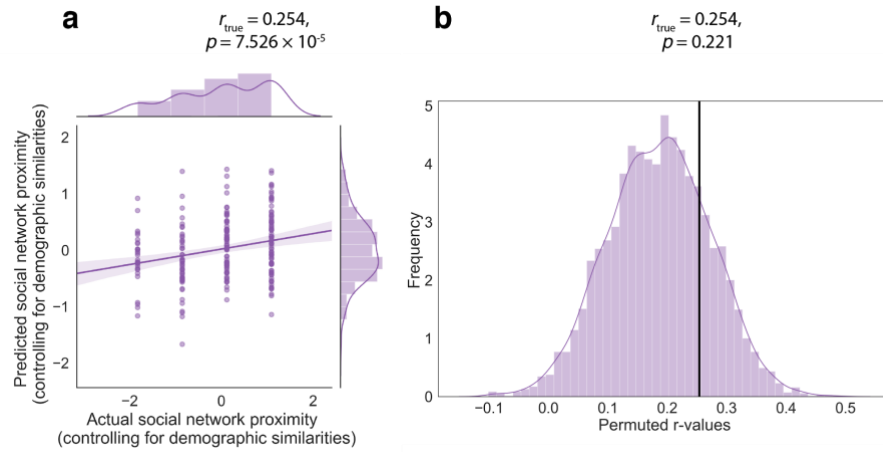 a
r_true = 0.254,
p = 7.526 × 10⁻⁵
Predicted social network proximity
(controlling for demographic similarities)
2
1
0
−1
−2
−2 0 2
Actual social network proximity
(controlling for demographic similarities)
b
r_true = 0.254,
p = 0.221
Frequency
5
4
3
2
1
0
−0.1 0.0 0.1 0.2 0.3 0.4 0.5
Permuted r-values